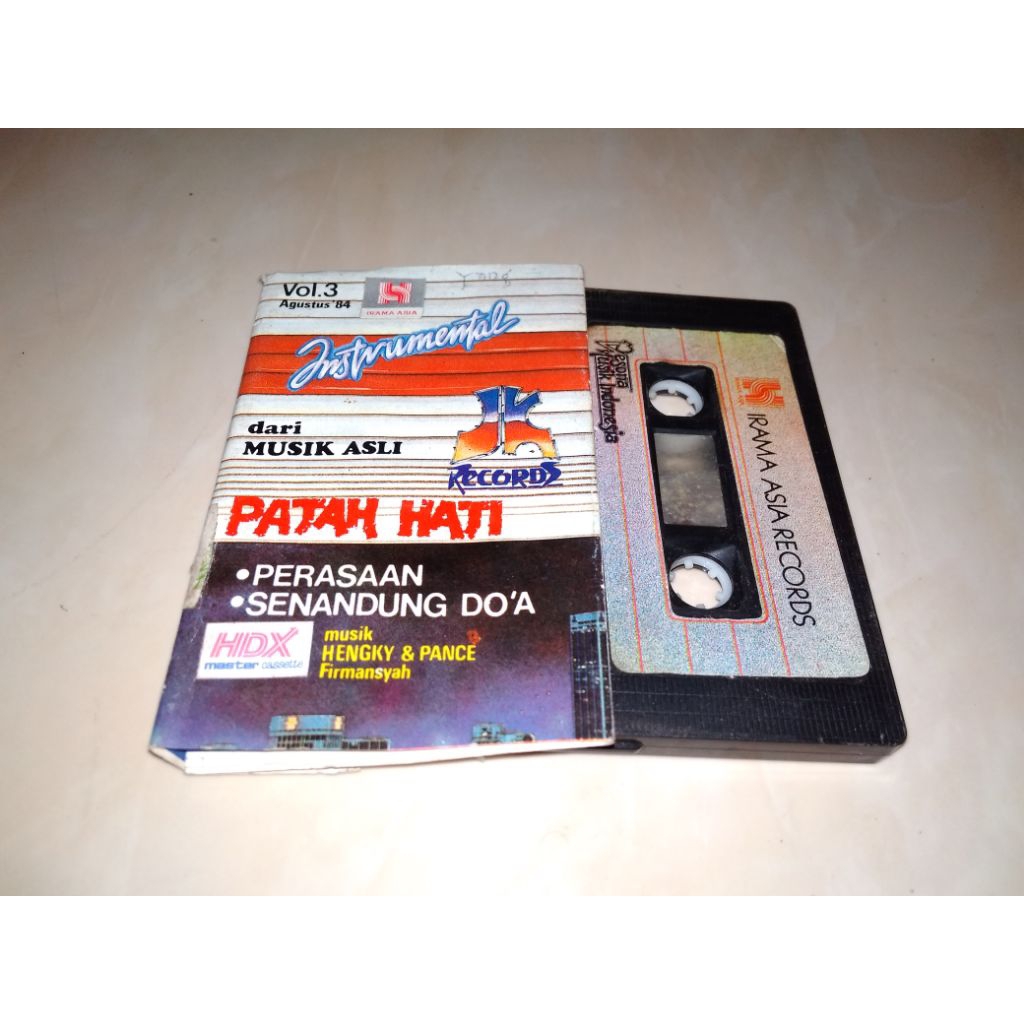 Vol.3
Agustus '84
IRAMA ASIA
Instrumental
dari
MUSIK ASLI
JK
RECORDS
PATAH HATI
•PERASAAN
•SENANDUNG DO'A
HDX
master cassette
musik
HENGKY & PANCE
Firmansyah
Pesona
Musik Indonesia
IRAMA ASIA RECORDS